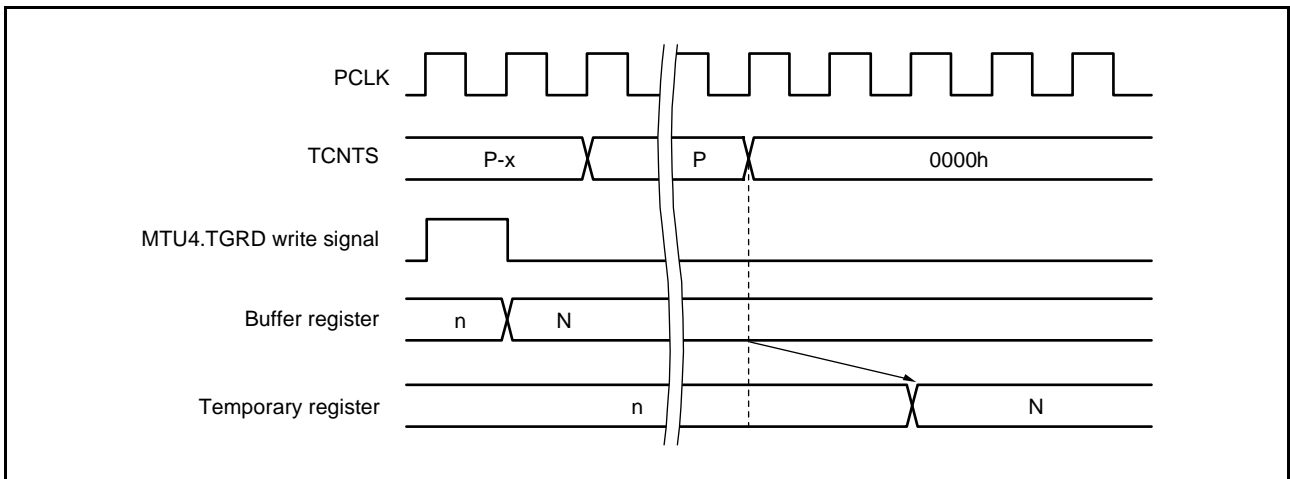 PCLK
TCNTS P-x P 0000h
MTU4.TGRD write signal
Buffer register n N
Temporary register n N